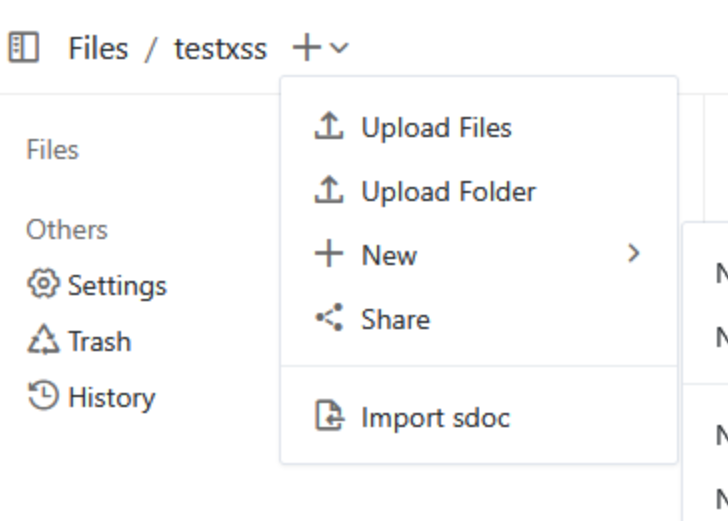 Files / testxss
Upload Files
Upload Folder
New
Share
Import sdoc
Files
Others
Settings
Trash
History
N
N
N
N